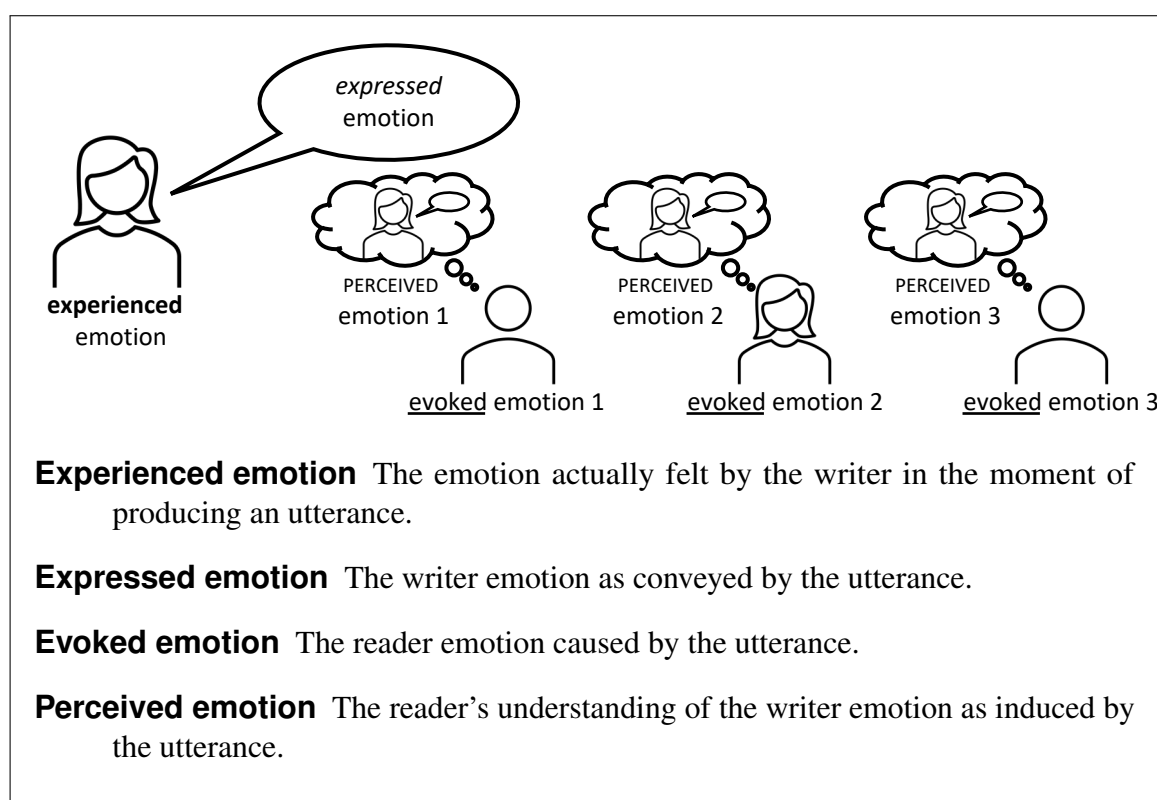 expressed
emotion
experienced
emotion
PERCEIVED
emotion 1
PERCEIVED
emotion 2
PERCEIVED
emotion 3
evoked emotion 1
evoked emotion 2
evoked emotion 3
Experienced emotion The emotion actually felt by the writer in the moment of
producing an utterance.
Expressed emotion The writer emotion as conveyed by the utterance.
Evoked emotion The reader emotion caused by the utterance.
Perceived emotion The reader's understanding of the writer emotion as induced by
the utterance.